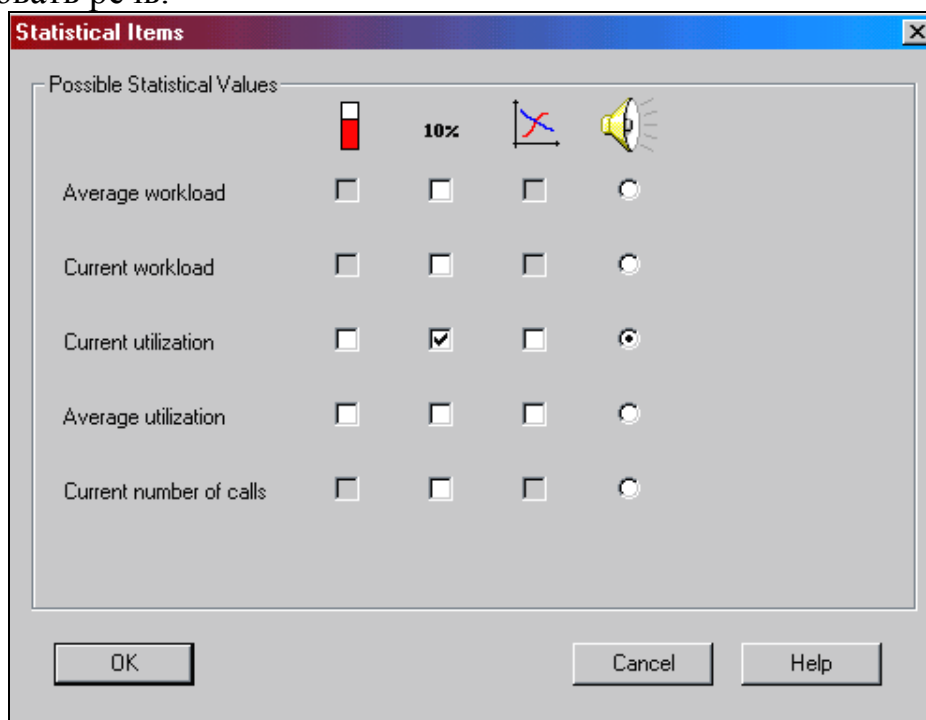 речь.
Statistical Items
Possible Statistical Values
10%
Average workload
Current workload
Current utilization
Average utilization
Current number of calls
OK Cancel Help